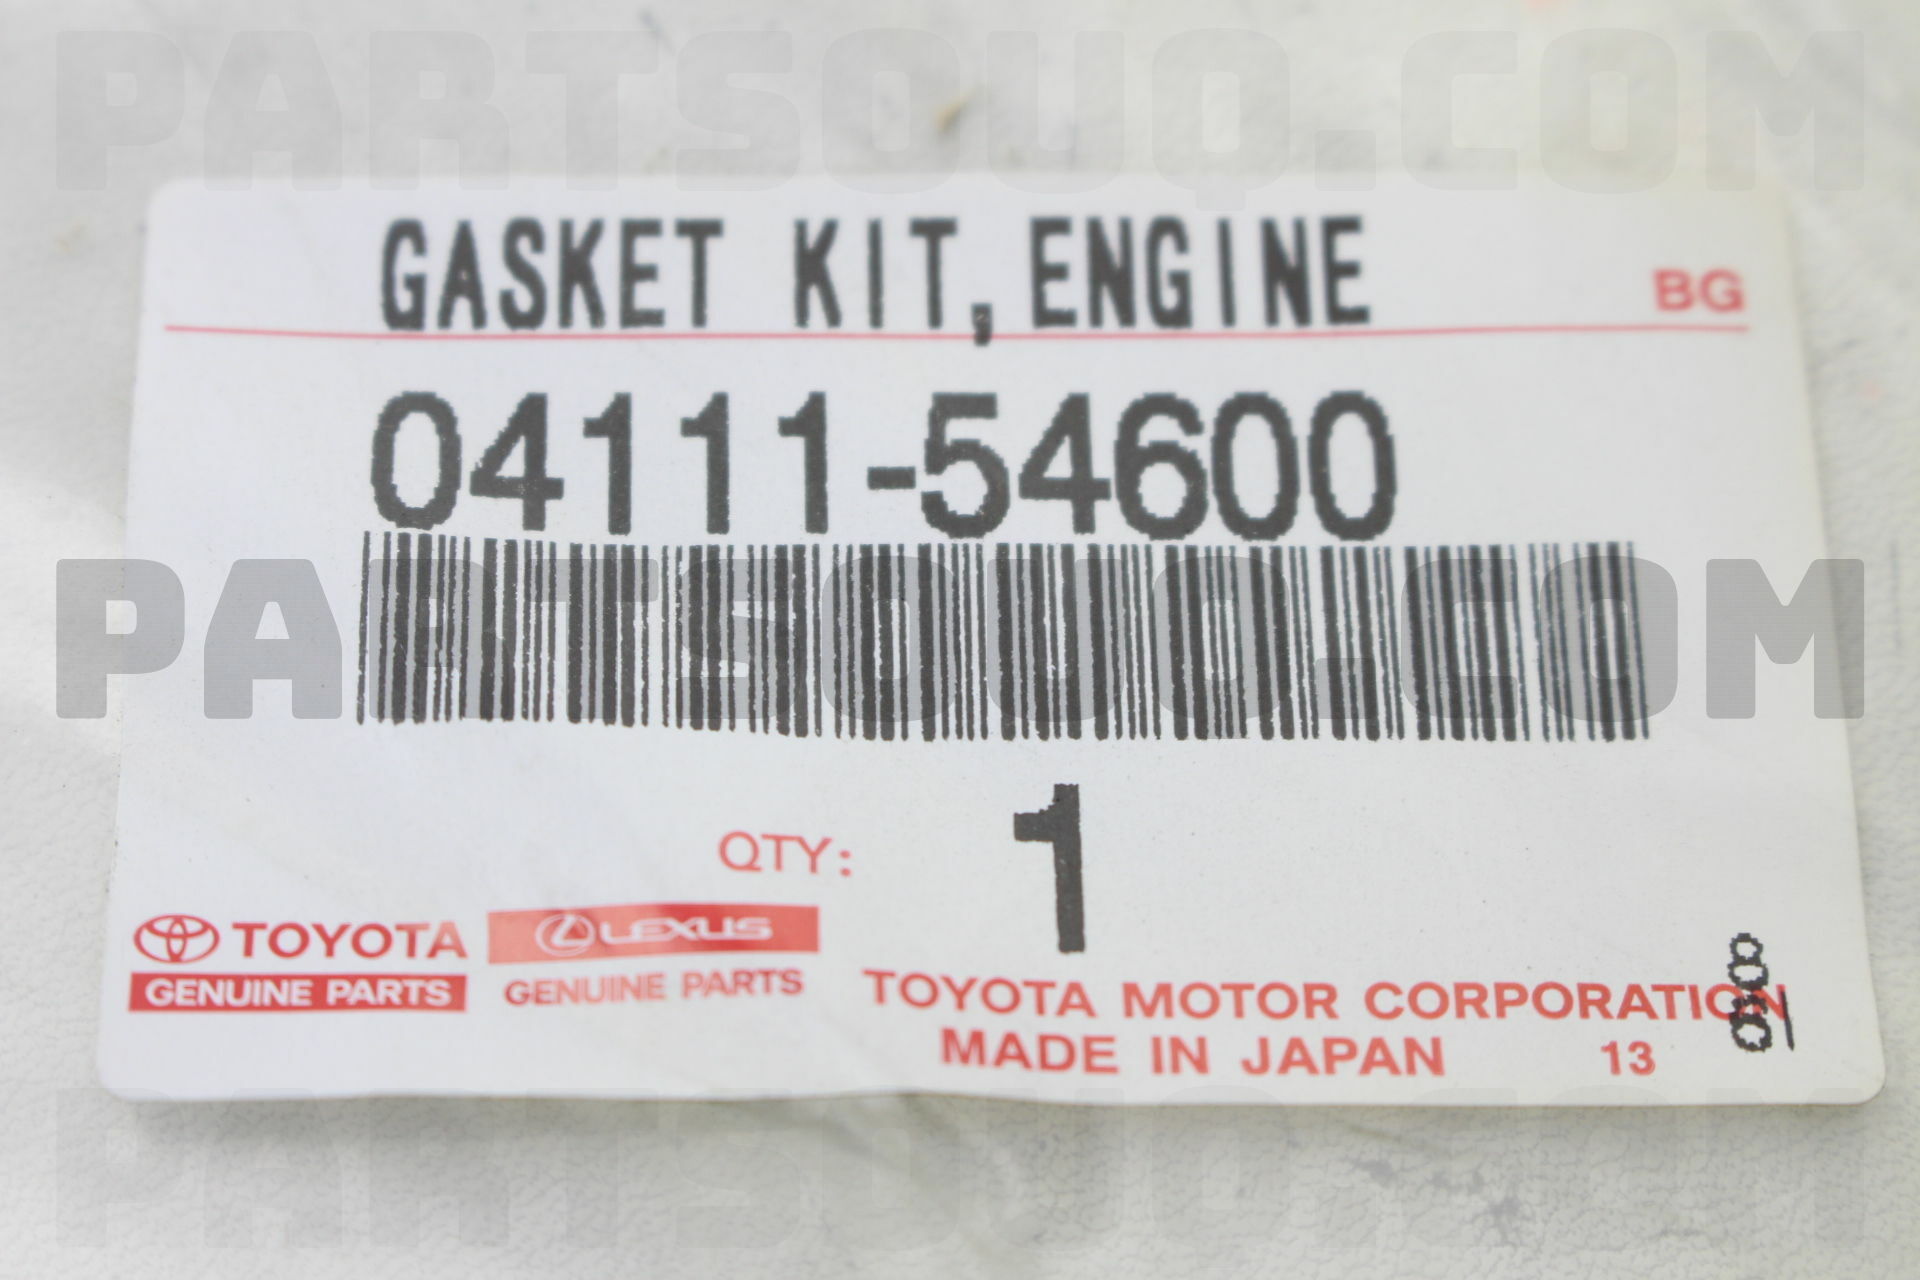 PARTSOUQ.COM
GASKET KIT,ENGINE
BG
04111-54600
PARTSOUQ.COM
QTY: 1
TOYOTA
GENUINE PARTS
LEXUS
GENUINE PARTS
TOYOTA MOTOR CORPORATION
MADE IN JAPAN 13
PARTSOUQ.COM